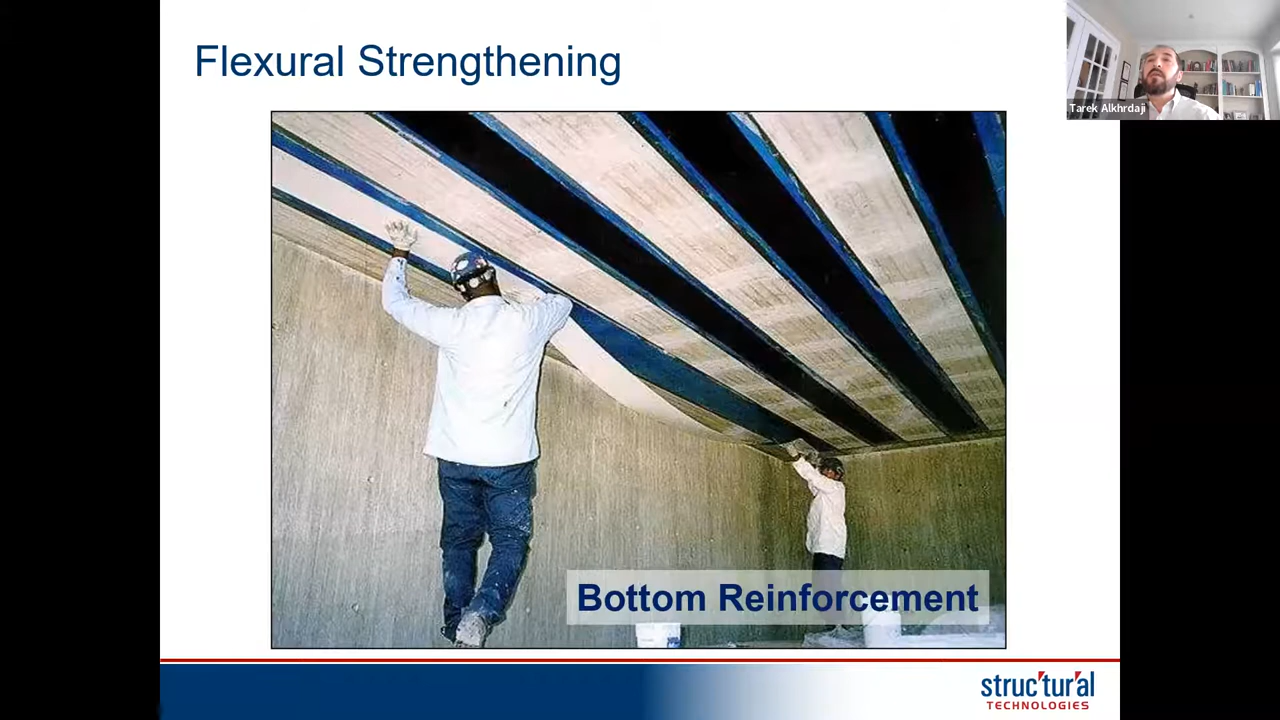 Flexural Strengthening
Tarek Alkhrdaji
Bottom Reinforcement
structural
TECHNOLOGIES